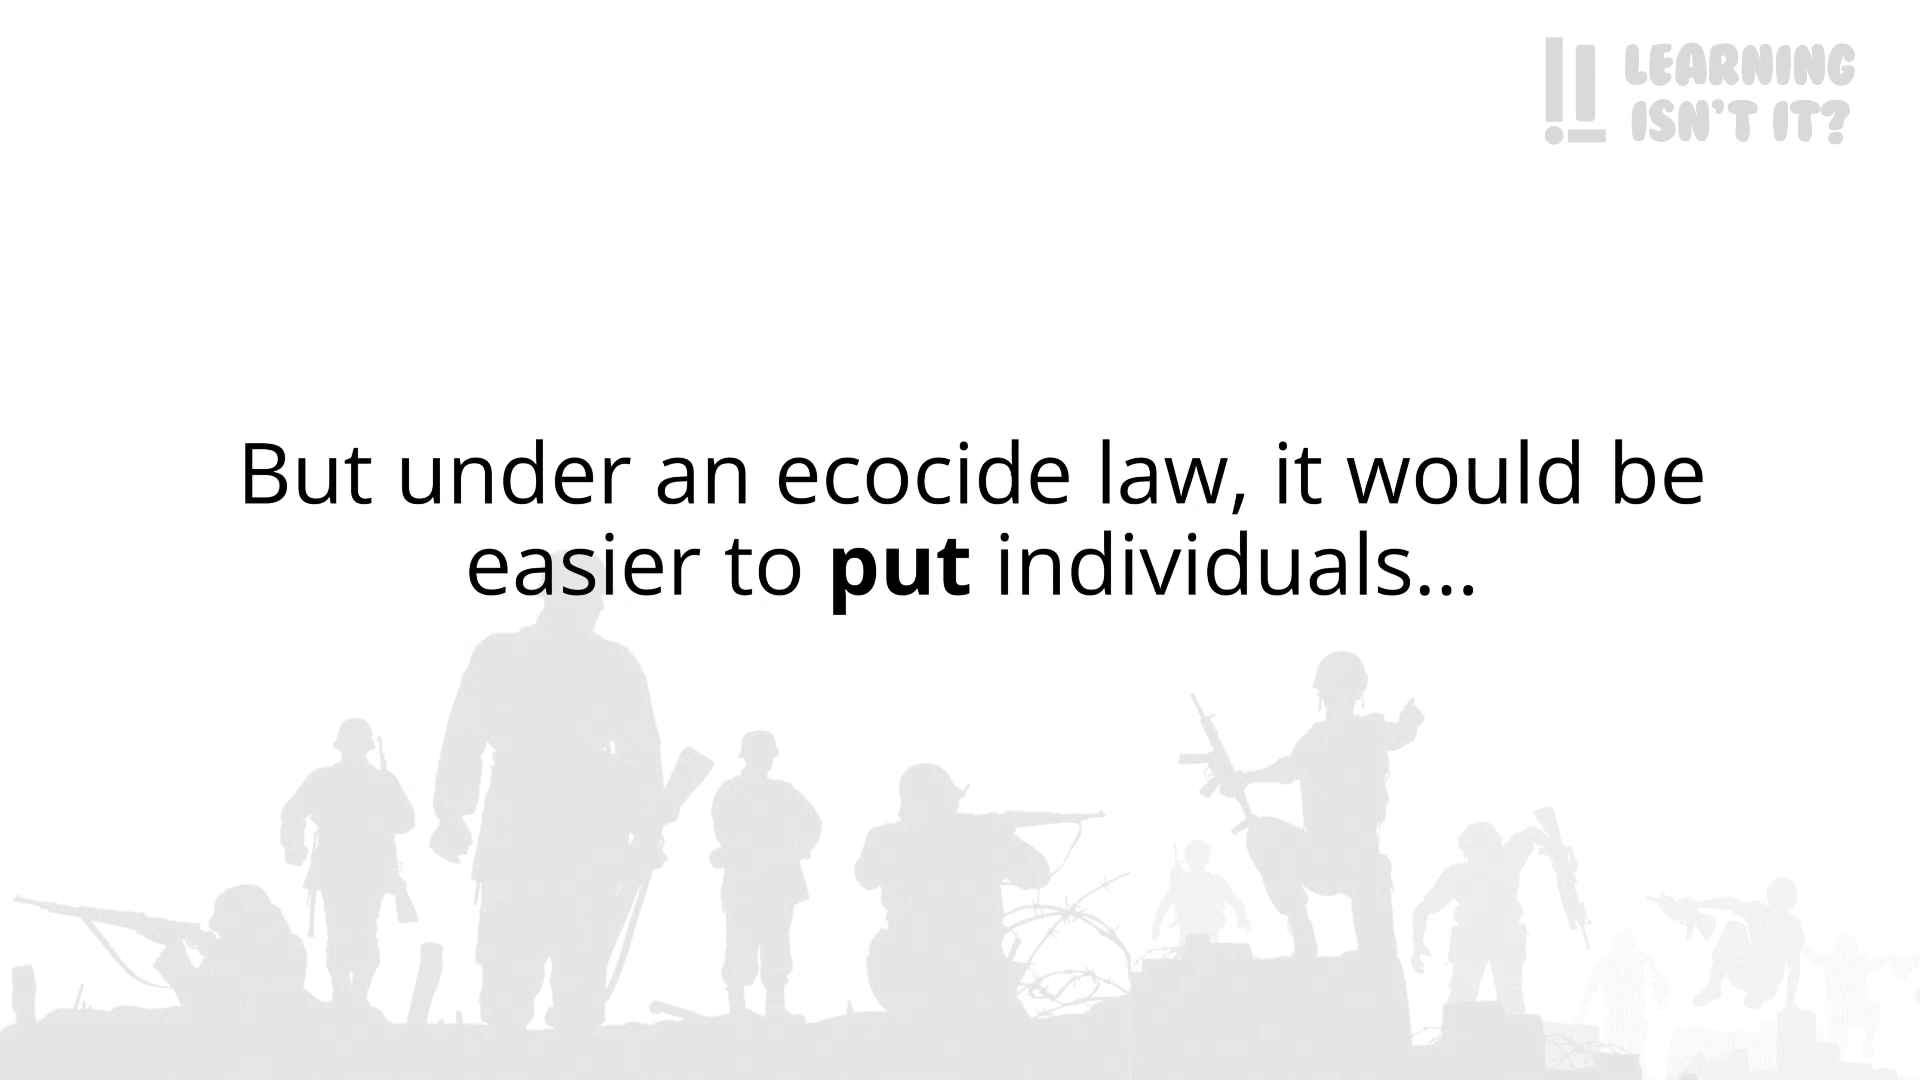 LEARNING
ISN'T IT?
But under an ecocide law, it would be
easier to put individuals...